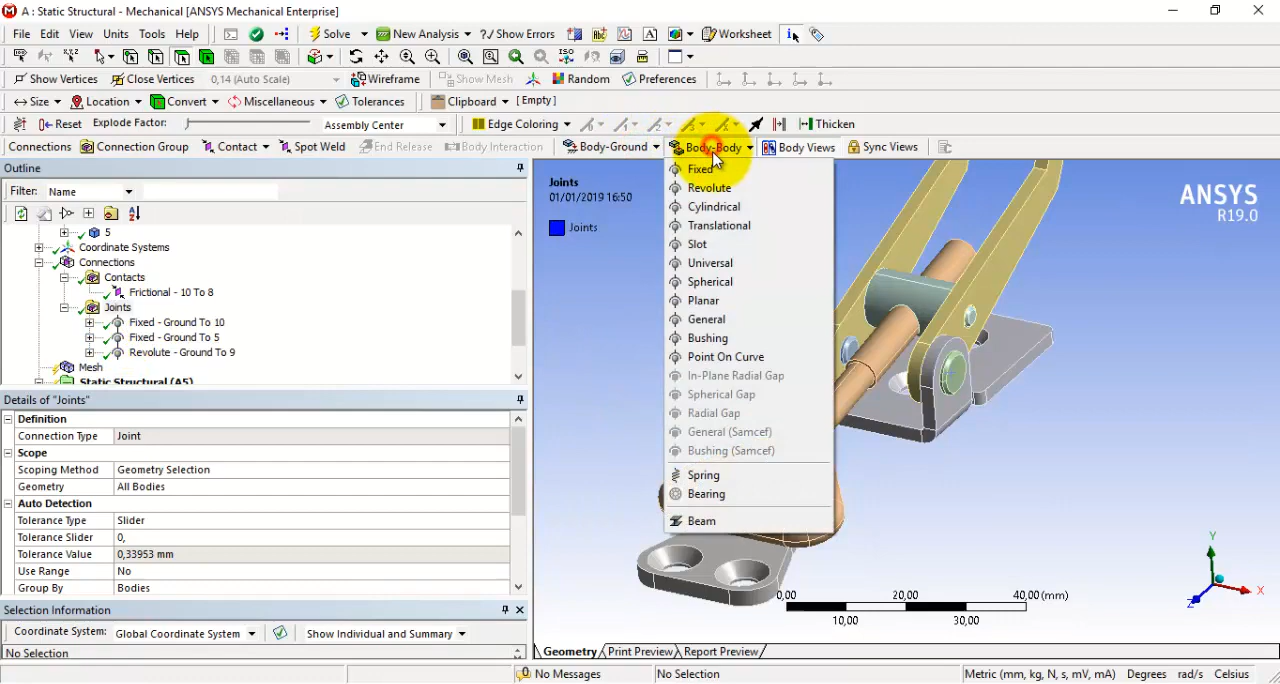 A : Static Structural - Mechanical [ANSYS Mechanical Enterprise]
File Edit View Units Tools Help Solve New Analysis ?/ Show Errors Worksheet
Show Vertices Close Vertices 0,14 (Auto Scale) Wireframe Show Mesh Random Preferences
Size Location Convert Miscellaneous Tolerances Clipboard [ Empty ]
Reset Explode Factor: Assembly Center Edge Coloring Thicken
Connections Connection Group Contact Spot Weld End Release Body Interaction Body-Ground Body-Body Body Views Sync Views
Outline
Filter: Name
5
Coordinate Systems
Connections
Contacts
Frictional - 10 To 8
Joints
Fixed - Ground To 10
Fixed - Ground To 5
Revolute - Ground To 9
Mesh
Static Structural (A5)
Details of "Joints"
Definition
Connection Type Joint
Scope
Scoping Method Geometry Selection
Geometry All Bodies
Auto Detection
Tolerance Type Slider
Tolerance Slider 0,
Tolerance Value 0,33953 mm
Use Range No
Group By Bodies
Selection Information
Coordinate System: Global Coordinate System Show Individual and Summary
No Selection
Joints
01/01/2019 16:50
Joints
Fixed
Revolute
Cylindrical
Translational
Slot
Universal
Spherical
Planar
General
Bushing
Point On Curve
In-Plane Radial Gap
Spherical Gap
Radial Gap
General (Samcef)
Bushing (Samcef)
Spring
Bearing
Beam
ANSYS
R19.0
Y
X
Z
0,00 20,00 40,00 (mm)
10,00 30,00
Geometry Print Preview Report Preview
No Messages No Selection Metric (mm, kg, N, s, mV, mA) Degrees rad/s Celsius